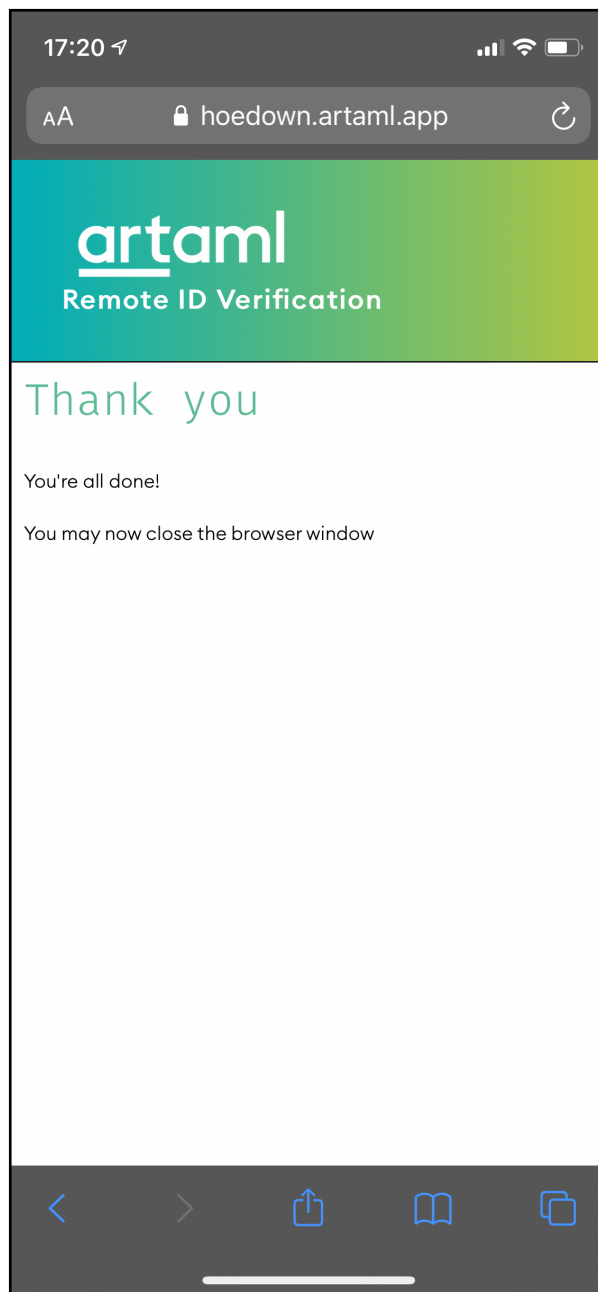 17:20
AA hoedown.artaml.app
artaml
Remote ID Verification
Thank you
You're all done!
You may now close the browser window